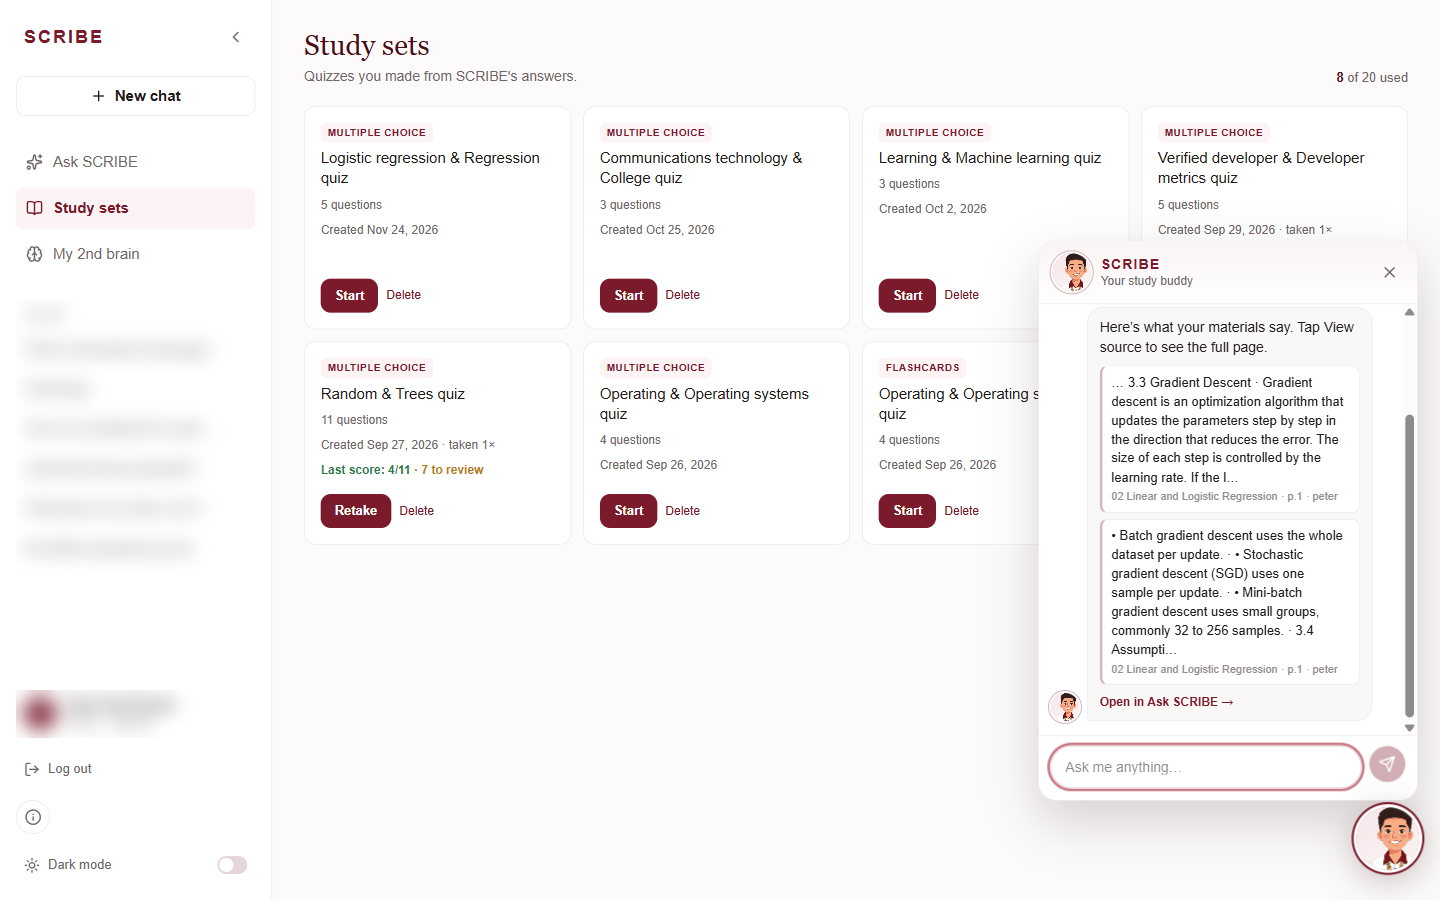 SCRIBE
New chat
Ask SCRIBE
Study sets
My 2nd brain
Log out
Dark mode
Study sets
Quizzes you made from SCRIBE's answers.
8 of 20 used
MULTIPLE CHOICE
Logistic regression & Regression
quiz
5 questions
Created Nov 24, 2026
Start
Delete
MULTIPLE CHOICE
Communications technology &
College quiz
3 questions
Created Oct 25, 2026
Start
Delete
MULTIPLE CHOICE
Learning & Machine learning quiz
3 questions
Created Oct 2, 2026
Start
Delete
MULTIPLE CHOICE
Verified developer & Developer
metrics quiz
5 questions
Created Sep 29, 2026 · taken 1×
MULTIPLE CHOICE
Random & Trees quiz
11 questions
Created Sep 27, 2026 · taken 1×
Last score: 4/11 · 7 to review
Retake
Delete
MULTIPLE CHOICE
Operating & Operating systems
quiz
4 questions
Created Sep 26, 2026
Start
Delete
FLASHCARDS
Operating & Operating s
quiz
4 questions
Created Sep 26, 2026
Start
Delete
SCRIBE
Your study buddy
Here's what your materials say. Tap View
source to see the full page.
... 3.3 Gradient Descent · Gradient
descent is an optimization algorithm that
updates the parameters step by step in
the direction that reduces the error. The
size of each step is controlled by the
learning rate. If the l...
02 Linear and Logistic Regression · p.1 · peter
• Batch gradient descent uses the whole
dataset per update. · • Stochastic
gradient descent (SGD) uses one
sample per update. · • Mini-batch
gradient descent uses small groups,
commonly 32 to 256 samples. · 3.4
Assumpti...
02 Linear and Logistic Regression · p.1 · peter
Open in Ask SCRIBE →
Ask me anything...